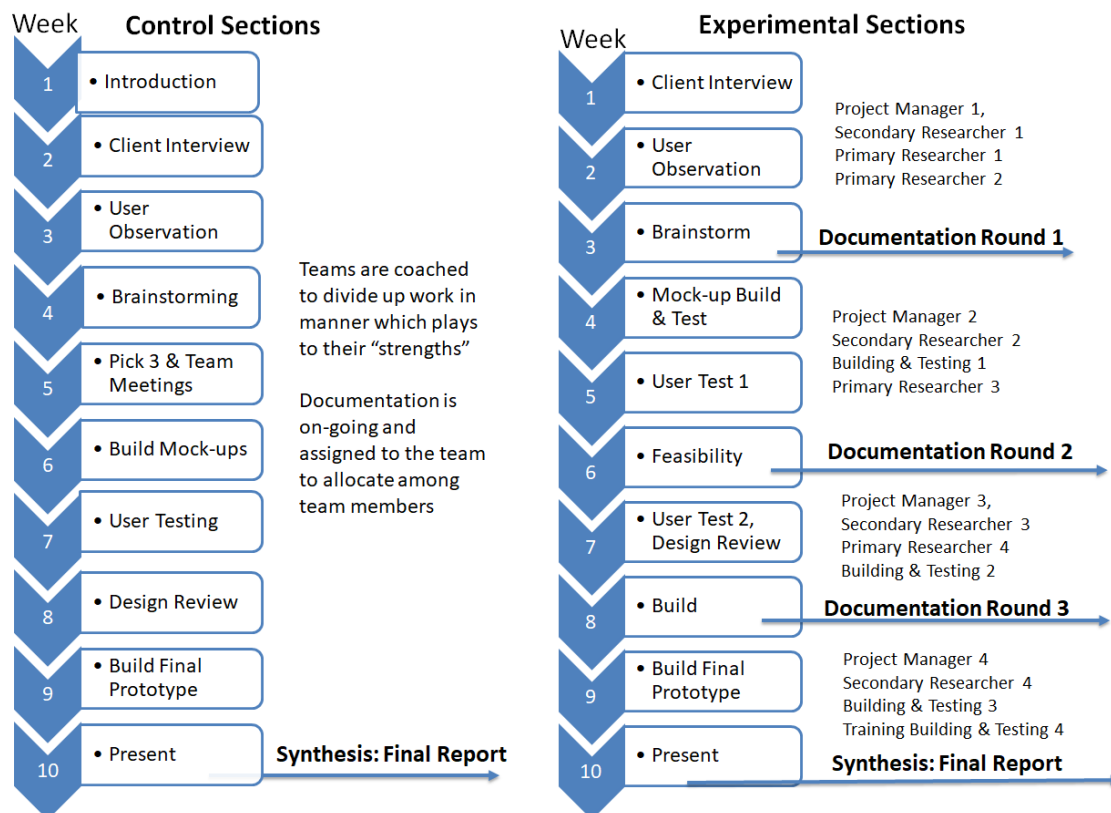 Week
Control Sections
1
• Introduction
2
• Client Interview
3
• User
Observation
4
• Brainstorming
5
• Pick 3 & Team
Meetings
6
• Build Mock-ups
7
• User Testing
8
• Design Review
9
• Build Final
Prototype
10
• Present
Teams are coached
to divide up work in
manner which plays
to their “strengths”
Documentation is
on-going and
assigned to the team
to allocate among
team members
Synthesis: Final Report
Week
Experimental Sections
1
• Client Interview
2
• User
Observation
3
• Brainstorm
4
• Mock-up Build
& Test
5
• User Test 1
6
• Feasibility
7
• User Test 2,
Design Review
8
• Build
9
• Build Final
Prototype
10
• Present
Project Manager 1,
Secondary Researcher 1
Primary Researcher 1
Primary Researcher 2
Documentation Round 1
Project Manager 2
Secondary Researcher 2
Building & Testing 1
Primary Researcher 3
Documentation Round 2
Project Manager 3,
Secondary Researcher 3
Primary Researcher 4
Building & Testing 2
Documentation Round 3
Project Manager 4
Secondary Researcher 4
Building & Testing 3
Training Building & Testing 4
Synthesis: Final Report